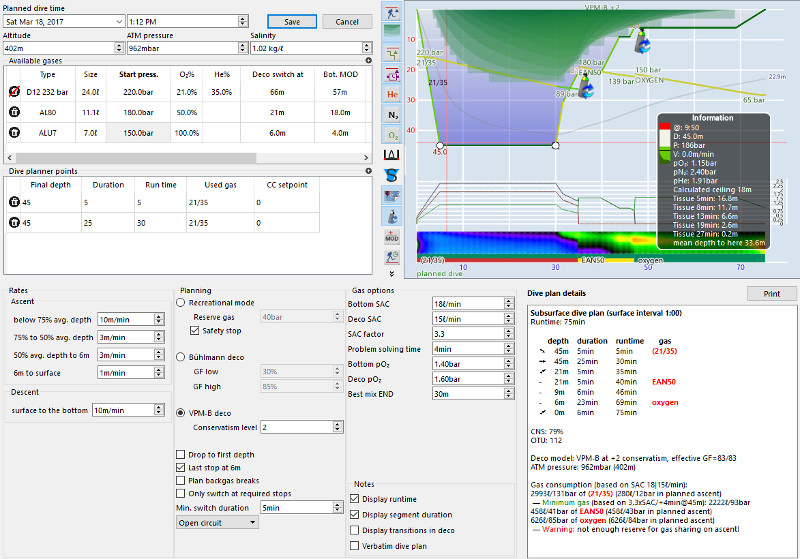 Planned dive time
Sat Mar 18, 2017 1:12 PM Save Cancel
Altitude ATM pressure Salinity
402m 962mbar 1.02 kg/ℓ
Available gases
Type Size Start press. O₂% He% Deco switch at Bot. MOD
D12 232 bar 24.0ℓ 220.0bar 21.0% 35.0% 66m 57m
AL80 11.1ℓ 180.0bar 50.0% 21m 18.0m
ALU7 7.0ℓ 150.0bar 100.0% 6.0m 4.0m
Dive planner points
Final depth Duration Run time Used gas CC setpoint
45 5 5 21/35 0
45 25 30 21/35 0
He
N₂
O₂
MOD
VPM-B +2
10
20
30
40
220 bar
21/35
21/35
180 bar
EAN50
89 bar
150 bar
139 bar OXYGEN
22.9m
65 bar
45.0
Information
@: 9:50
D: 45.0m
P: 186bar
V: 0.0m/min
pO₂: 1.15bar
pN₂: 2.40bar
pHe: 1.91bar
Calculated ceiling 18m
Tissue 5min: 16.8m
Tissue 8min: 11.7m
Tissue 13min: 6.6m
Tissue 19min: 2.6m
Tissue 27min: 0.2m
mean depth to here 33.6m
2.5
(21/35) EAN50 oxygen
10 30 50 70
planned dive
Rates
Ascent
below 75% avg. depth 10m/min
75% to 50% avg. depth 3m/min
50% avg. depth to 6m 3m/min
6m to surface 1m/min
Descent
surface to the bottom 10m/min
Planning
Recreational mode
Reserve gas 40bar
Safety stop
Bühlmann deco
GF low 30%
GF high 85%
VPM-B deco
Conservatism level 2
Drop to first depth
Last stop at 6m
Plan backgas breaks
Only switch at required stops
Min. switch duration 5min
Open circuit
Gas options
Bottom SAC 18ℓ/min
Deco SAC 15ℓ/min
SAC factor 3.3
Problem solving time 4min
Bottom pO₂ 1.40bar
Deco pO₂ 1.60bar
Best mix END 30m
Notes
Display runtime
Display segment duration
Display transitions in deco
Verbatim dive plan
Dive plan details Print
Subsurface dive plan (surface interval 1:00)
Runtime: 75min
depth duration runtime gas
45m 5min 5min (21/35)
45m 25min 30min
21m 5min 35min
21m 5min 40min EAN50
9m 6min 46min
6m 23min 69min oxygen
0m 6min 75min
CNS: 79%
OTU: 112
Deco model: VPM-B at +2 conservatism, effective GF=83/83
ATM pressure: 962mbar (402m)
Gas consumption (based on SAC 18|15ℓ/min):
2993ℓ/131bar of (21/35) (280ℓ/12bar in planned ascent)
— Minimum gas (based on 3.3xSAC/+4min@45m): 2222ℓ/93bar
458ℓ/41bar of EAN50 (458ℓ/43bar in planned ascent)
626ℓ/85bar of oxygen (626ℓ/84bar in planned ascent)
— Warning: not enough reserve for gas sharing on ascent!